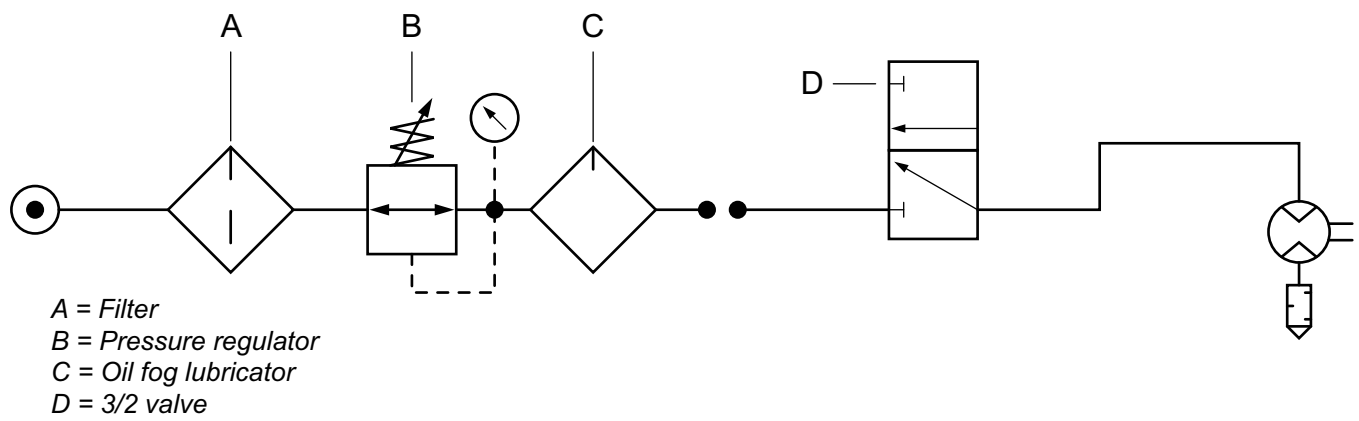 A B C
D
A = Filter
B = Pressure regulator
C = Oil fog lubricator
D = 3/2 valve